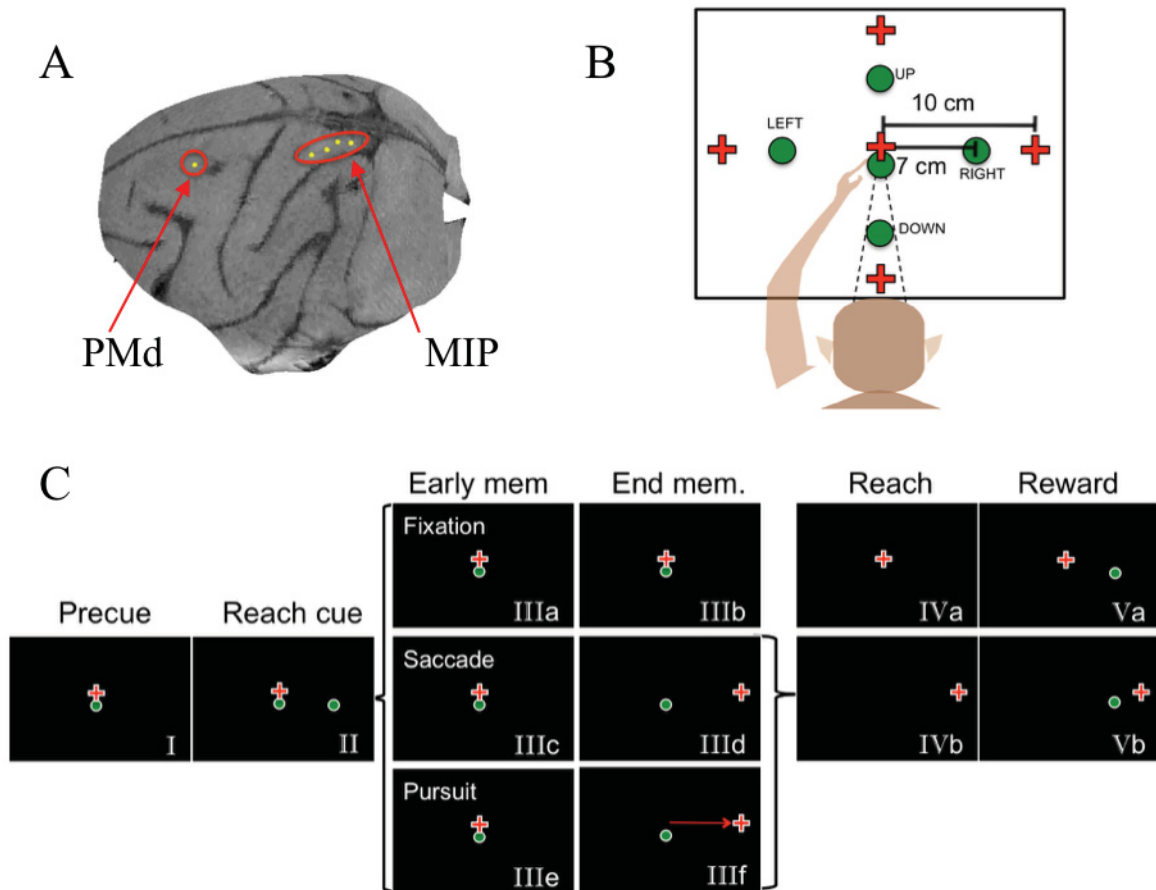 A
PMd
MIP
B
UP
10 cm
LEFT
7 cm
RIGHT
DOWN
C
Early mem
End mem.
Reach
Reward
Fixation
IIIa
IIIb
IVa
Va
Precue
Reach cue
I
II
Saccade
IIIc
IIId
IVb
Vb
Pursuit
IIIe
IIIf